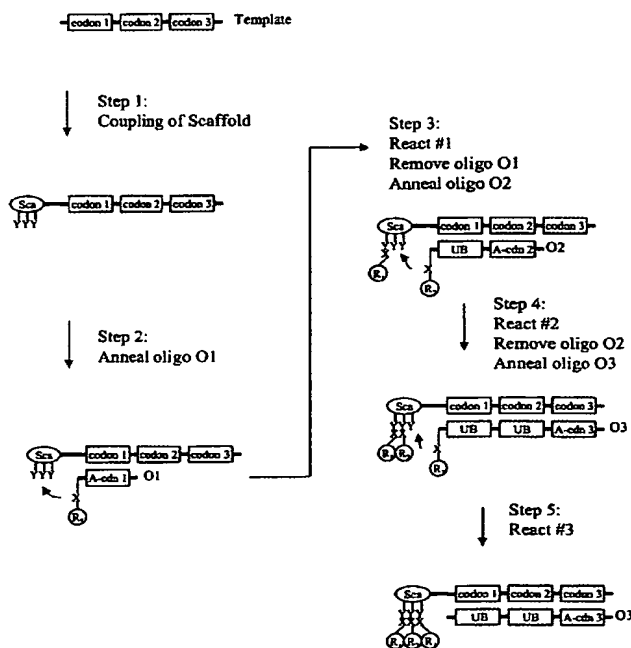 codon 1 codon 2 codon 3 Template
Step 1:
Coupling of Scaffold
Sca codon 1 codon 2 codon 3
Y Y Y
Step 2:
Anneal oligo O1
Sca codon 1 codon 2 codon 3
Y Y Y
A-cdn 1 O1
X
Step 3:
React #1
Remove oligo O1
Anneal oligo O2
Sca codon 1 codon 2 codon 3
UB A-cdn 2 O2
X
Step 4:
React #2
Remove oligo O2
Anneal oligo O3
Sca codon 1 codon 2 codon 3
UB UB A-cdn 3 O3
X
Step 5:
React #3
Sca codon 1 codon 2 codon 3
UB UB A-cdn 3 O3